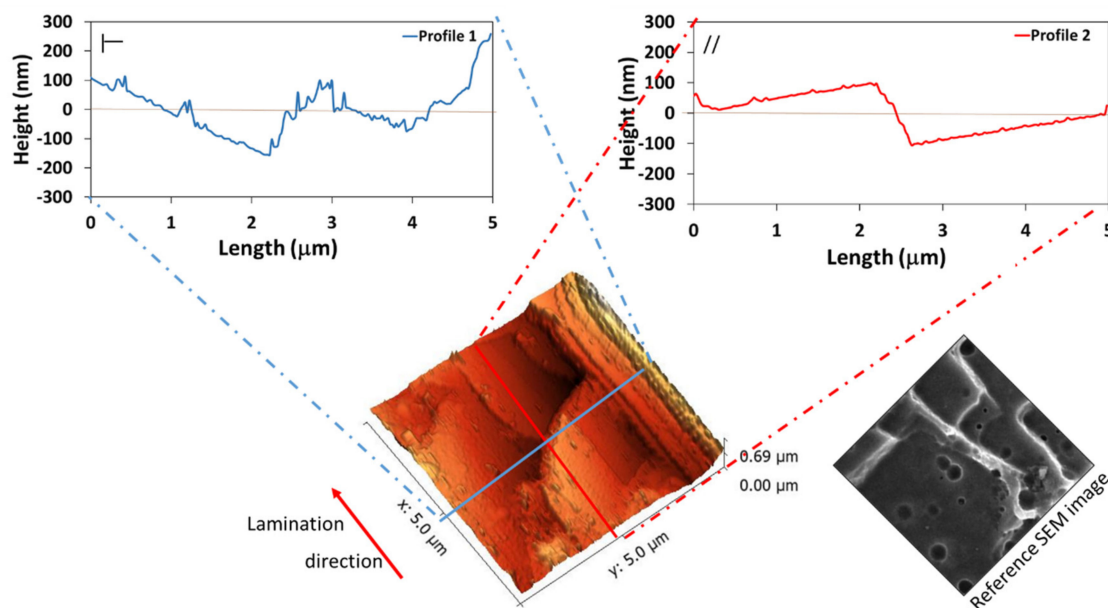 300
200
100
0
-100
-200
-300
Height (nm)
Profile 1
0 1 2 3 4 5
Length (μm)
300
200
100
0
-100
-200
-300
Height (nm)
//
Profile 2
0 1 2 3 4 5
Length (μm)
0.69 μm
0.00 μm
x: 5.0 μm
y: 5.0 μm
Lamination
direction
Reference SEM image